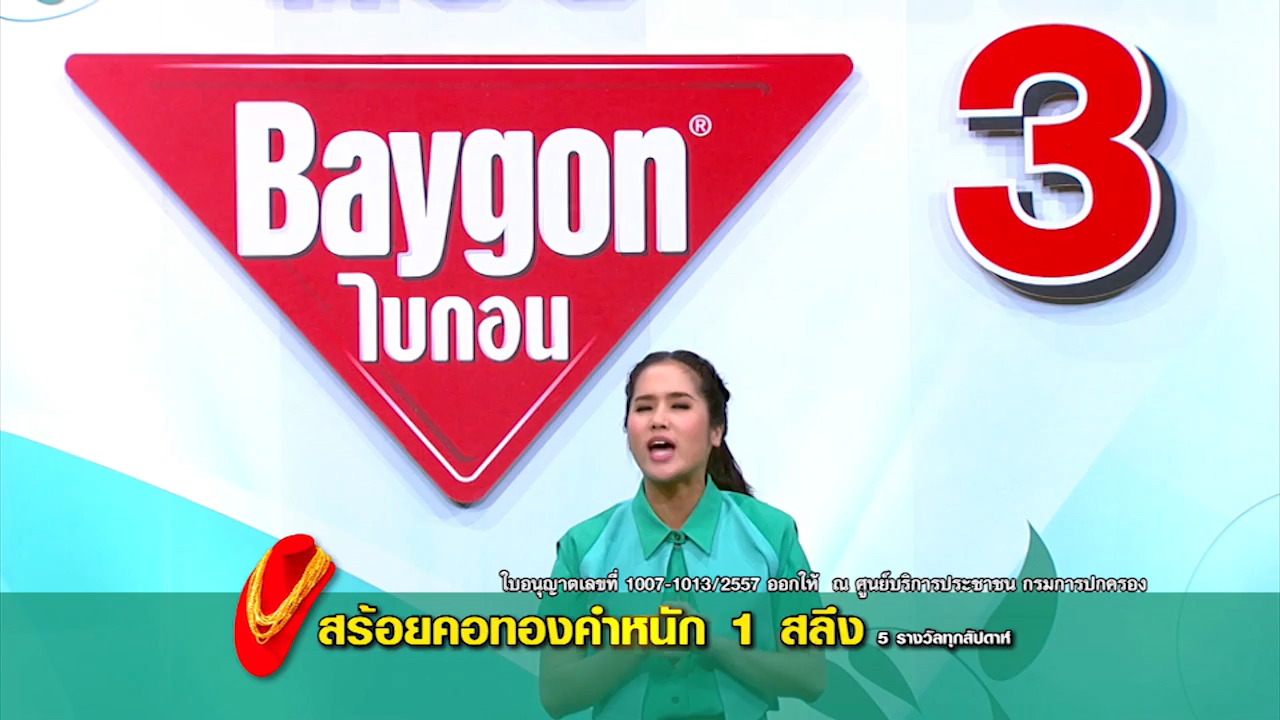 Baygon®
ไบกอน
3
ใบอนุญาตเลขที่ 1007-1013/2557 ออกให้ ณ ศูนย์บริการประชาชน กรมการปกครอง
สร้อยคอทองคำหนัก 1 สลึง 5 รางวัลทุกสัปดาห์